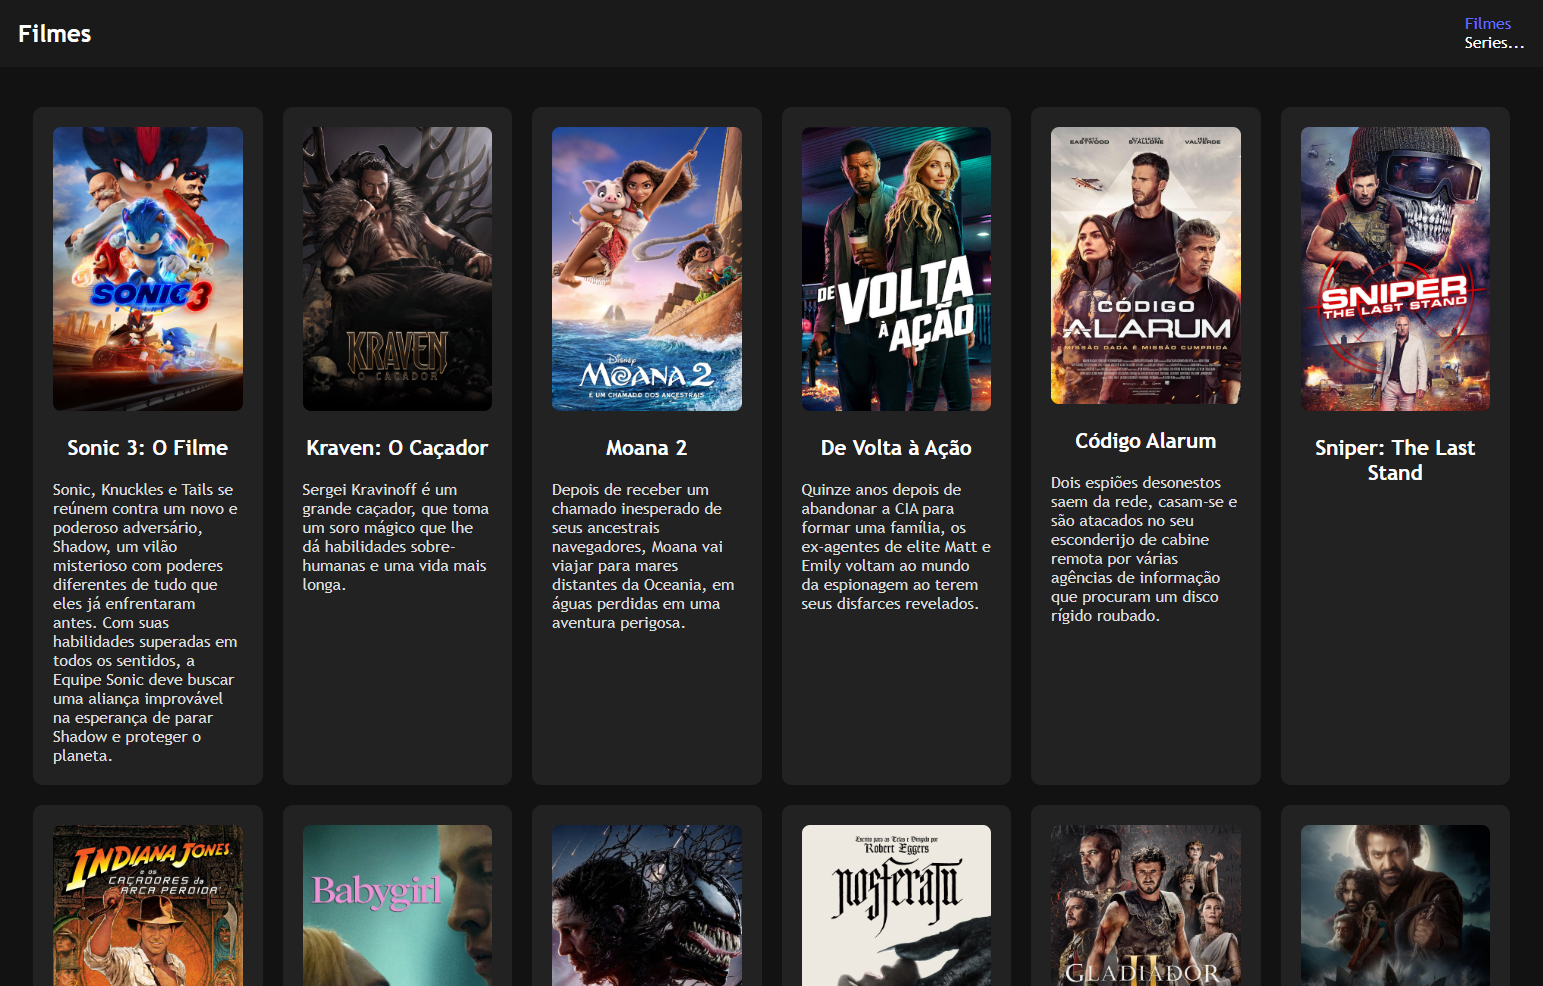 Filmes
Filmes
Series...
SONIC 3
KRAVEN
O CAÇADOR
Disney
MOANA 2
E UM CHAMADO DOS ANCESTRAIS
DE VOLTA
À AÇÃO
EASTWOOD STALLONE VALVERDE
CÓDIGO
ALARUM
MISSÃO DADA É MISSÃO CUMPRIDA
SNIPER
THE LAST STAND
Sonic 3: O Filme
Sonic, Knuckles e Tails se
reúnem contra um novo e
poderoso adversário,
Shadow, um vilão
misterioso com poderes
diferentes de tudo que
eles já enfrentaram
antes. Com suas
habilidades superadas em
todos os sentidos, a
Equipe Sonic deve buscar
uma aliança improvável
na esperança de parar
Shadow e proteger o
planeta.
Kraven: O Caçador
Sergei Kravinoff é um
grande caçador, que toma
um soro mágico que lhe
dá habilidades sobre-
humanas e uma vida mais
longa.
Moana 2
Depois de receber um
chamado inesperado de
seus ancestrais
navegadores, Moana vai
viajar para mares
distantes da Oceania, em
águas perdidas em uma
aventura perigosa.
De Volta à Ação
Quinze anos depois de
abandonar a CIA para
formar uma família, os
ex-agentes de elite Matt e
Emily voltam ao mundo
da espionagem ao terem
seus disfarces revelados.
Código Alarum
Dois espiões desonestos
saem da rede, casam-se e
são atacados no seu
esconderijo de cabine
remota por várias
agências de informação
que procuram um disco
rígido roubado.
Sniper: The Last
Stand
INDIANA JONES
e os
CAÇADORES da
ARCA PERDIDA
Babygirl
Escrito para as Telas e Dirigido por
Robert Eggers
nosferatu
GLADIADOR
II